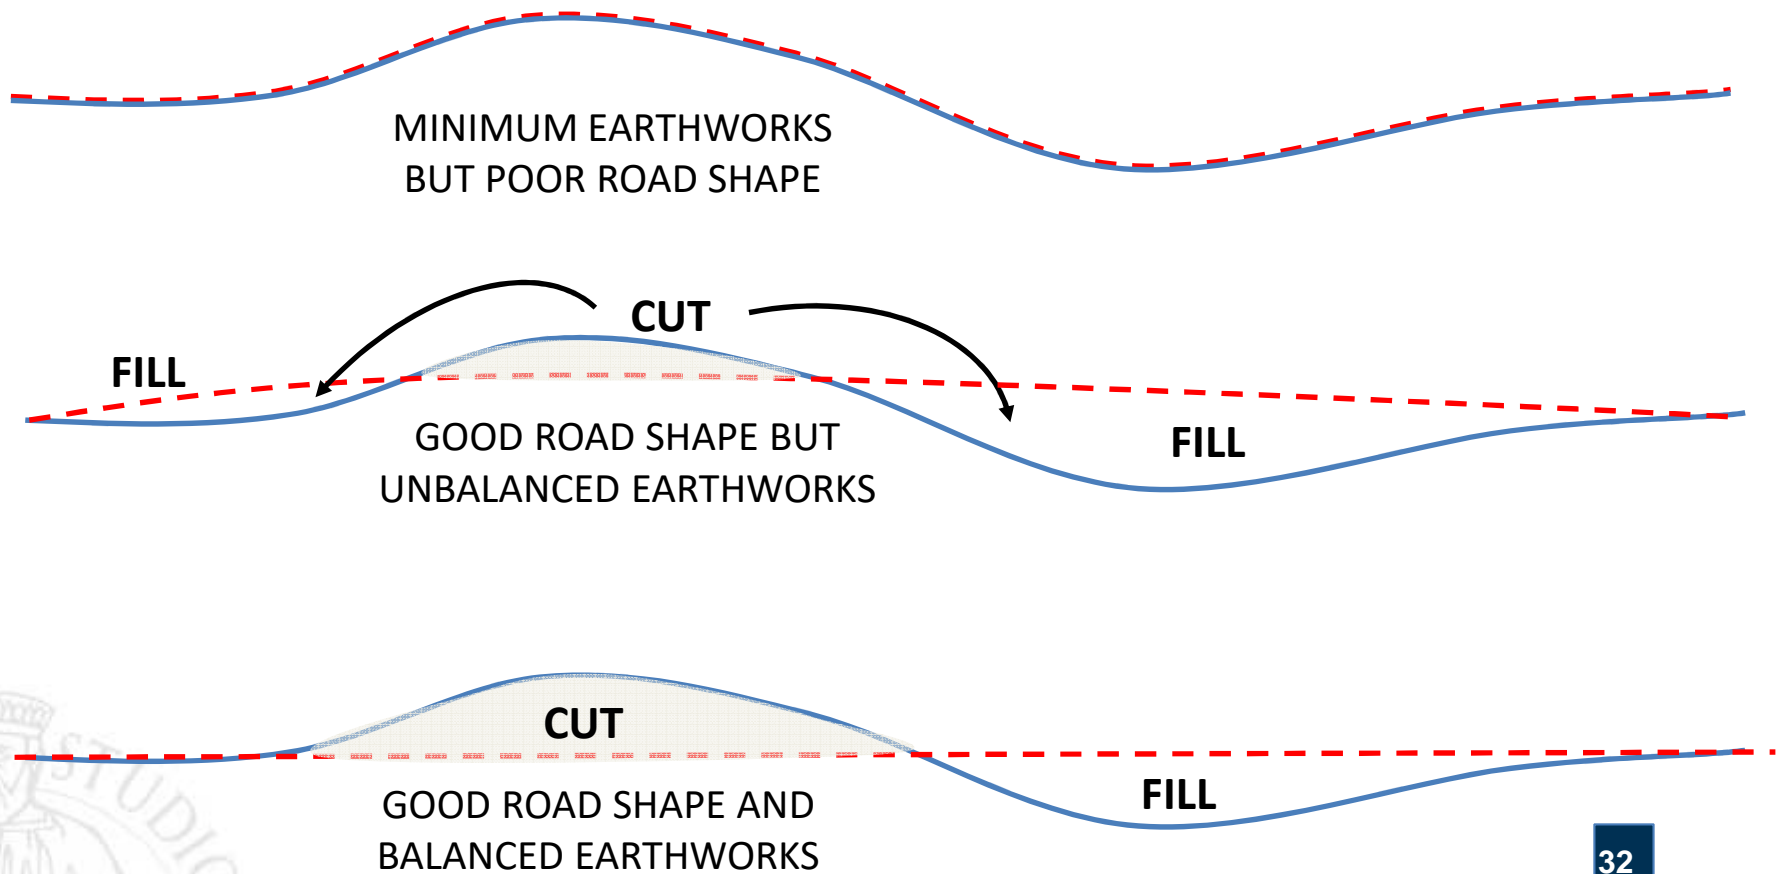 MINIMUM EARTHWORKS
BUT POOR ROAD SHAPE
CUT
FILL
GOOD ROAD SHAPE BUT
UNBALANCED EARTHWORKS
FILL
CUT
FILL
GOOD ROAD SHAPE AND
BALANCED EARTHWORKS
STUDIO
32